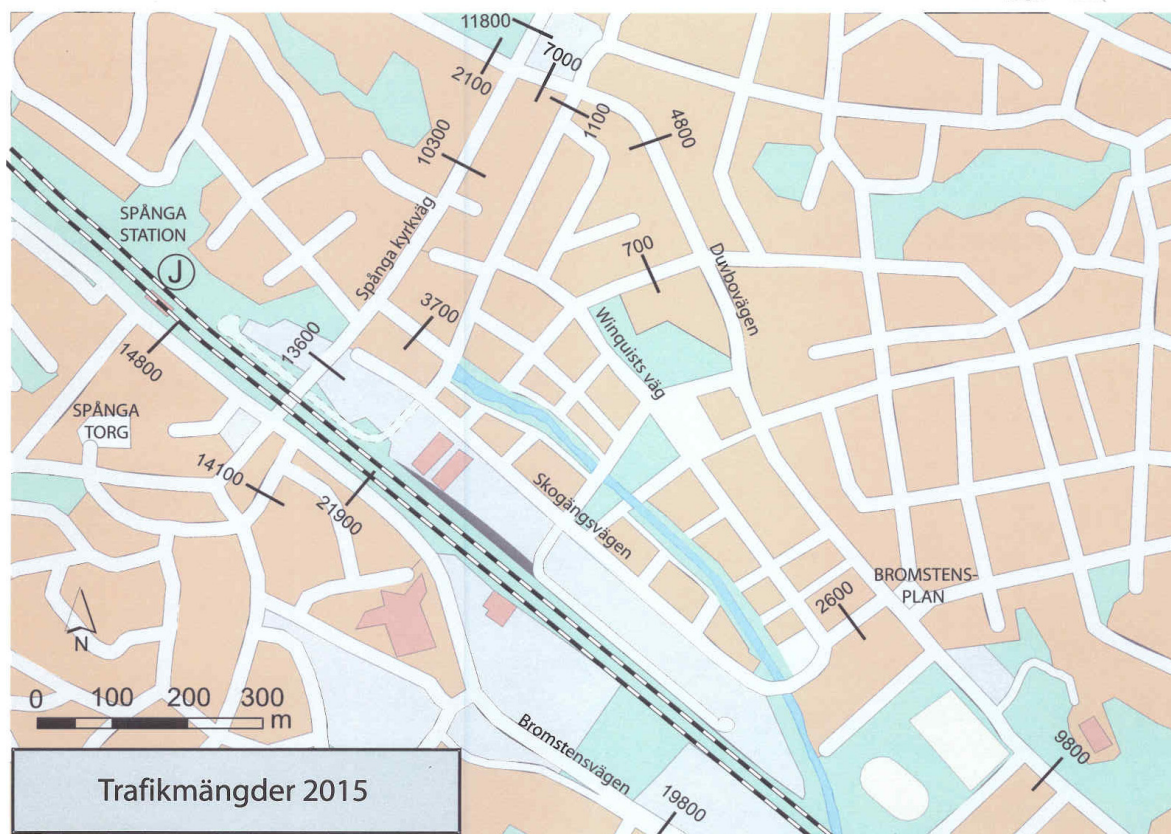 11800
7000
2100
1100
4800
10300
SPÅNGA
STATION
J
Spånga kyrkväg
700
Duvbovägen
3700
Winquists väg
13600
14800
SPÅNGA
TORG
14100
21900
Skogängsvägen
BROMSTENS-
PLAN
2600
N
0 100 200 300
m
Bromstensvägen
9800
19800
Trafikmängder 2015